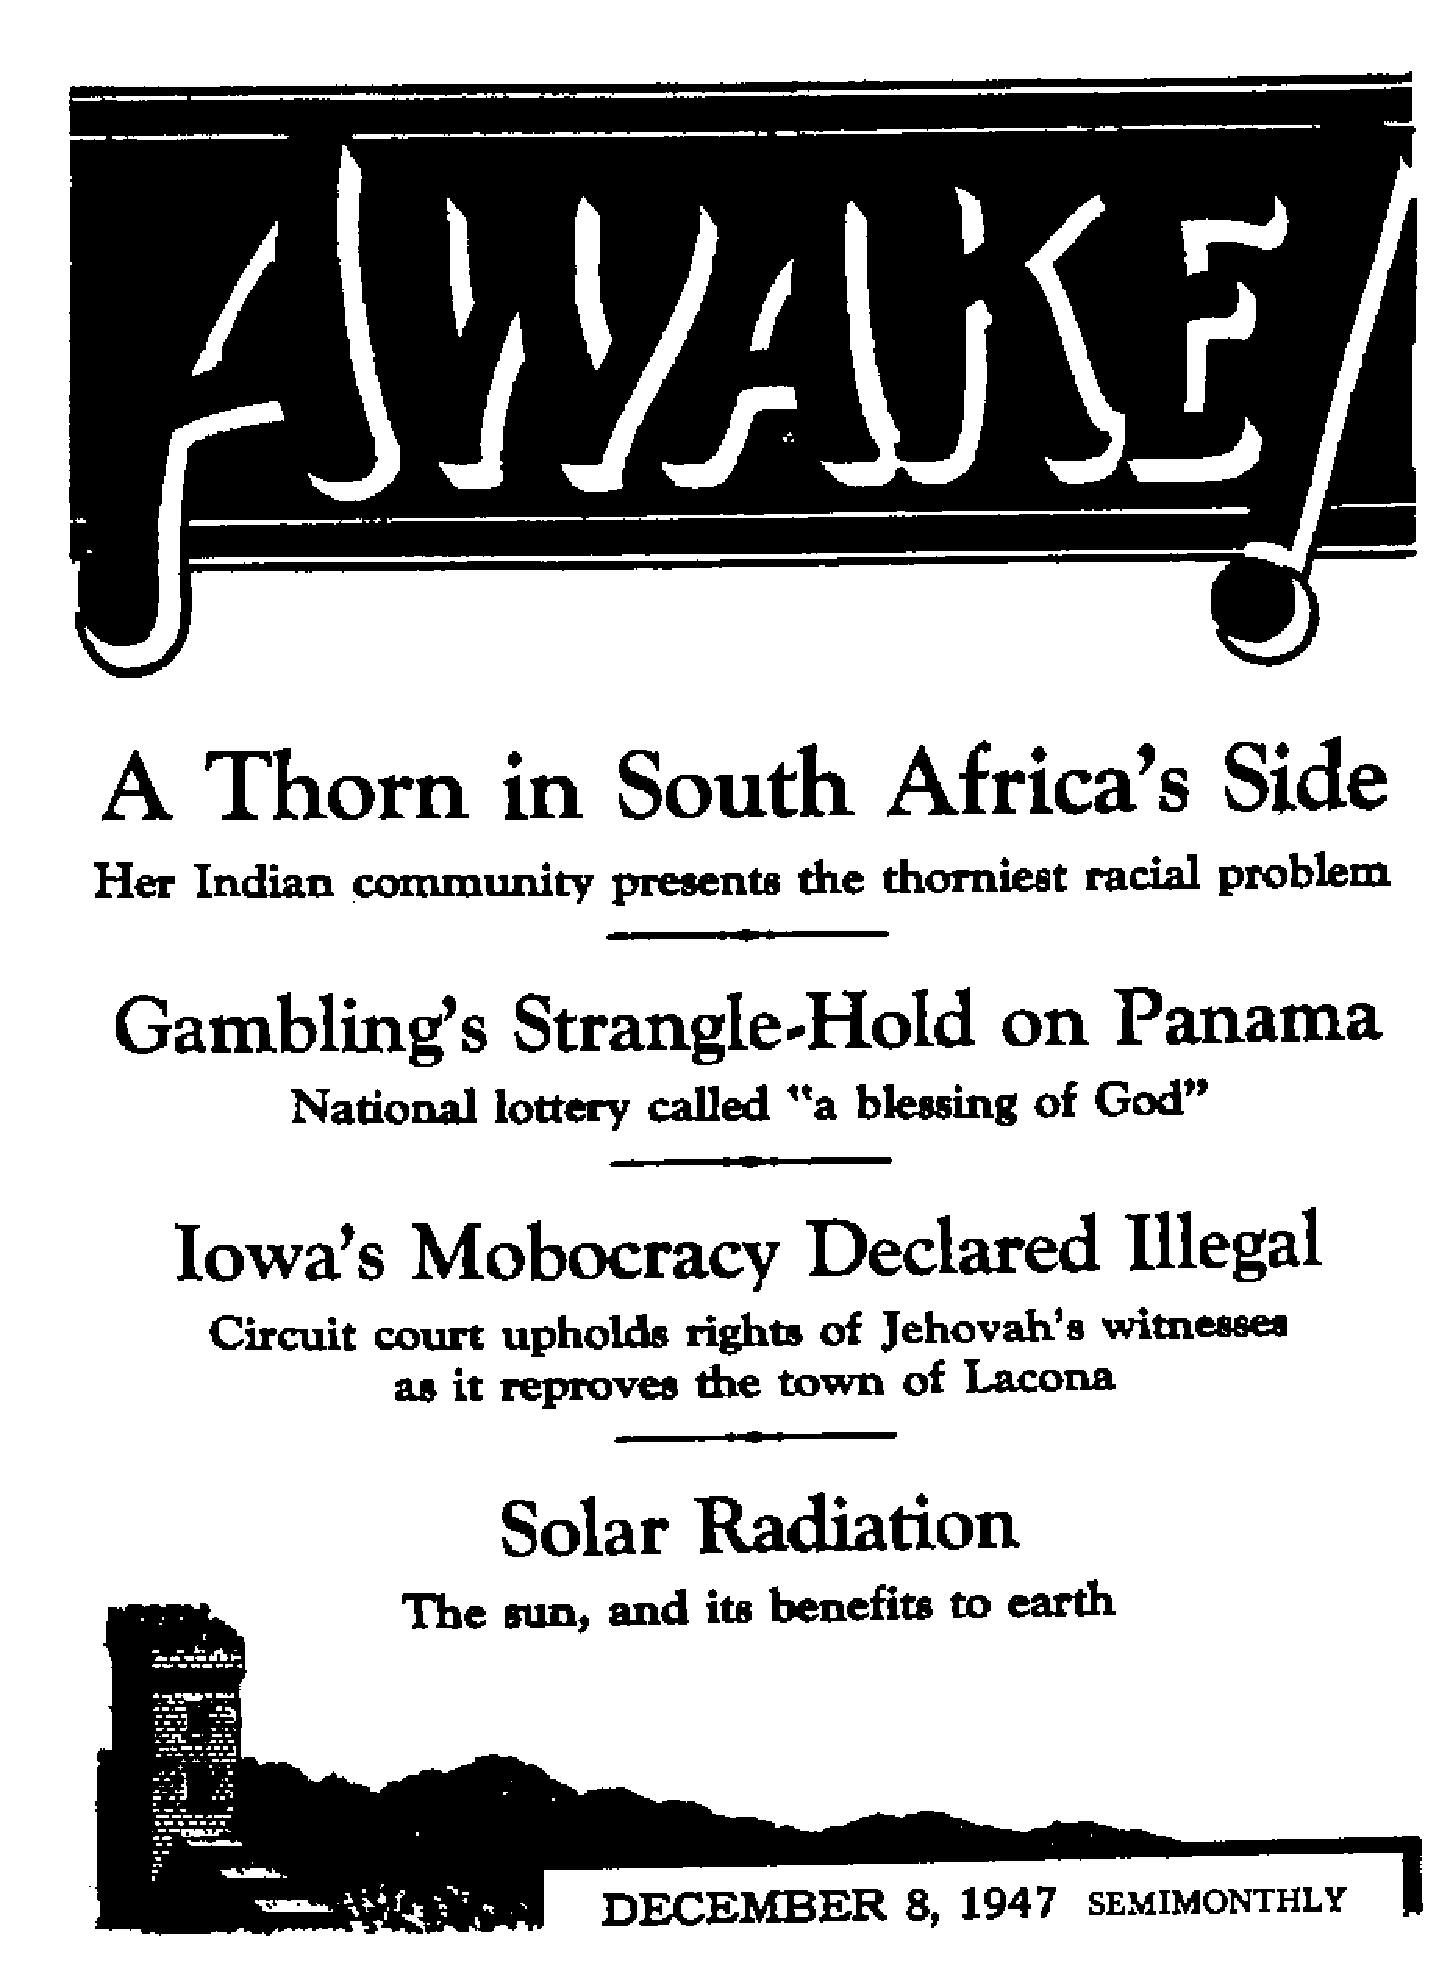 AWAKE!
A Thorn in South Africa's Side
Her Indian community presents the thorniest racial problem
Gambling's Strangle-Hold on Panama
National lottery called "a blessing of God"
Iowa's Mobocracy Declared Illegal
Circuit court upholds rights of Jehovah's witnesses
as it reproves the town of Lacona
Solar Radiation
The sun, and its benefits to earth
DECEMBER 8, 1947 SEMIMONTHLY